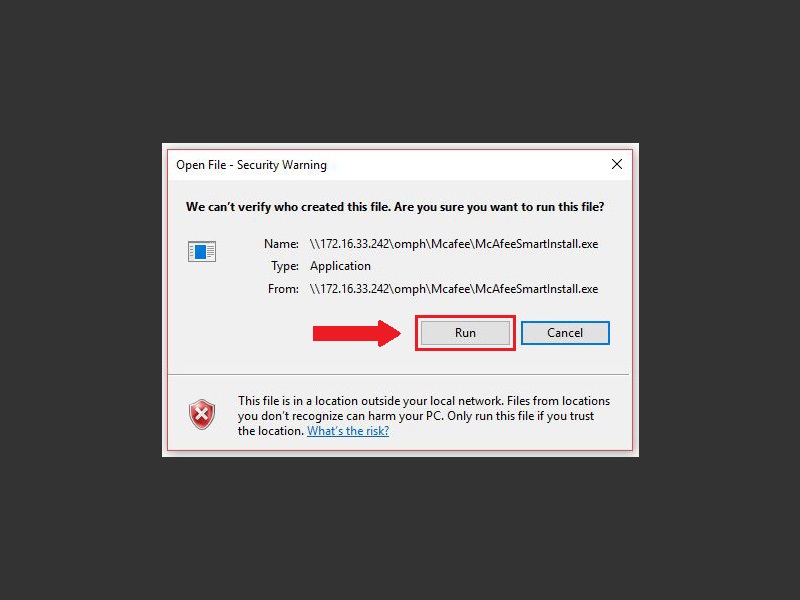 Open File - Security Warning
We can't verify who created this file. Are you sure you want to run this file?
Name: \\172.16.33.242\omph\Mcafee\McAfeeSmartInstall.exe
Type: Application
From: \\172.16.33.242\omph\Mcafee\McAfeeSmartInstall.exe
Run Cancel
This file is in a location outside your local network. Files from locations
you don't recognize can harm your PC. Only run this file if you trust
the location. What's the risk?